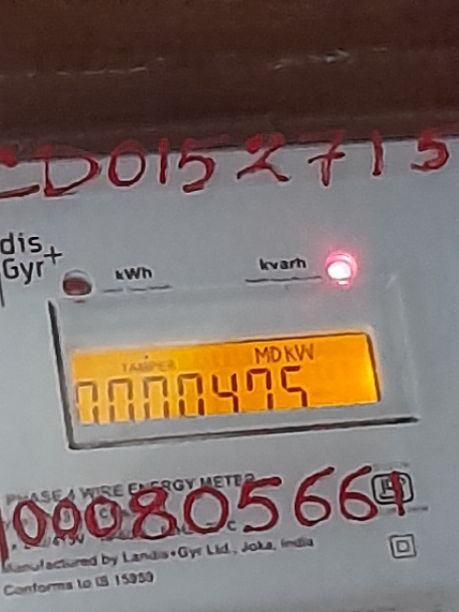 CD0152715
dis
Gyr+
kWh
kvarh
TAMPER
MD KW
0000475
PHASE 4 WIRE ENERGY METER
1000805661
Manufactured by Landis+Gyr Ltd., Joka, India
Conforms to IS 15959